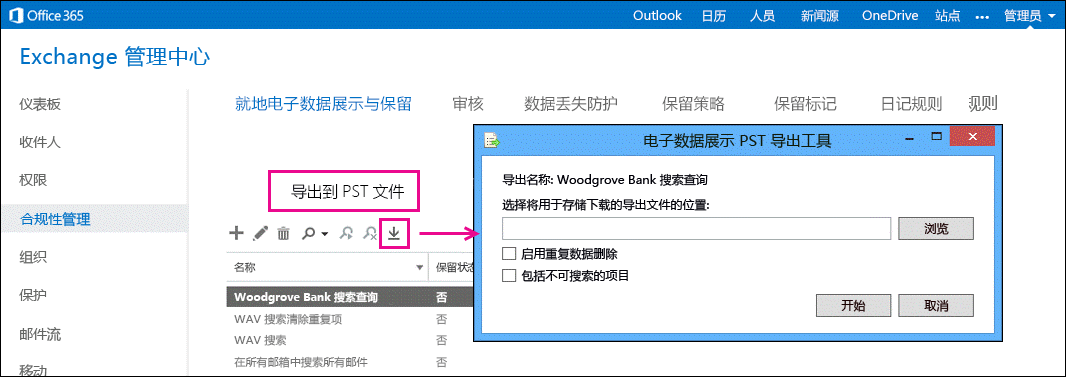 Office 365 Outlook 日历 人员 新闻源 OneDrive 站点 ••• 管理员
Exchange 管理中心
仪表板
收件人
权限
合规性管理
组织
保护
邮件流
移动
就地电子数据展示与保留 审核 数据丢失防护 保留策略 保留标记 日记规则 规则
导出到 PST 文件
名称 保留状态
Woodgrove Bank 搜索查询 否
WAV 搜索清除重复项 否
WAV 搜索 否
在所有邮箱中搜索所有邮件 否
电子数据展示 PST 导出工具
导出名称: Woodgrove Bank 搜索查询
选择将用于存储下载的导出文件的位置:
浏览
启用重复数据删除
包括不可搜索的项目
开始 取消